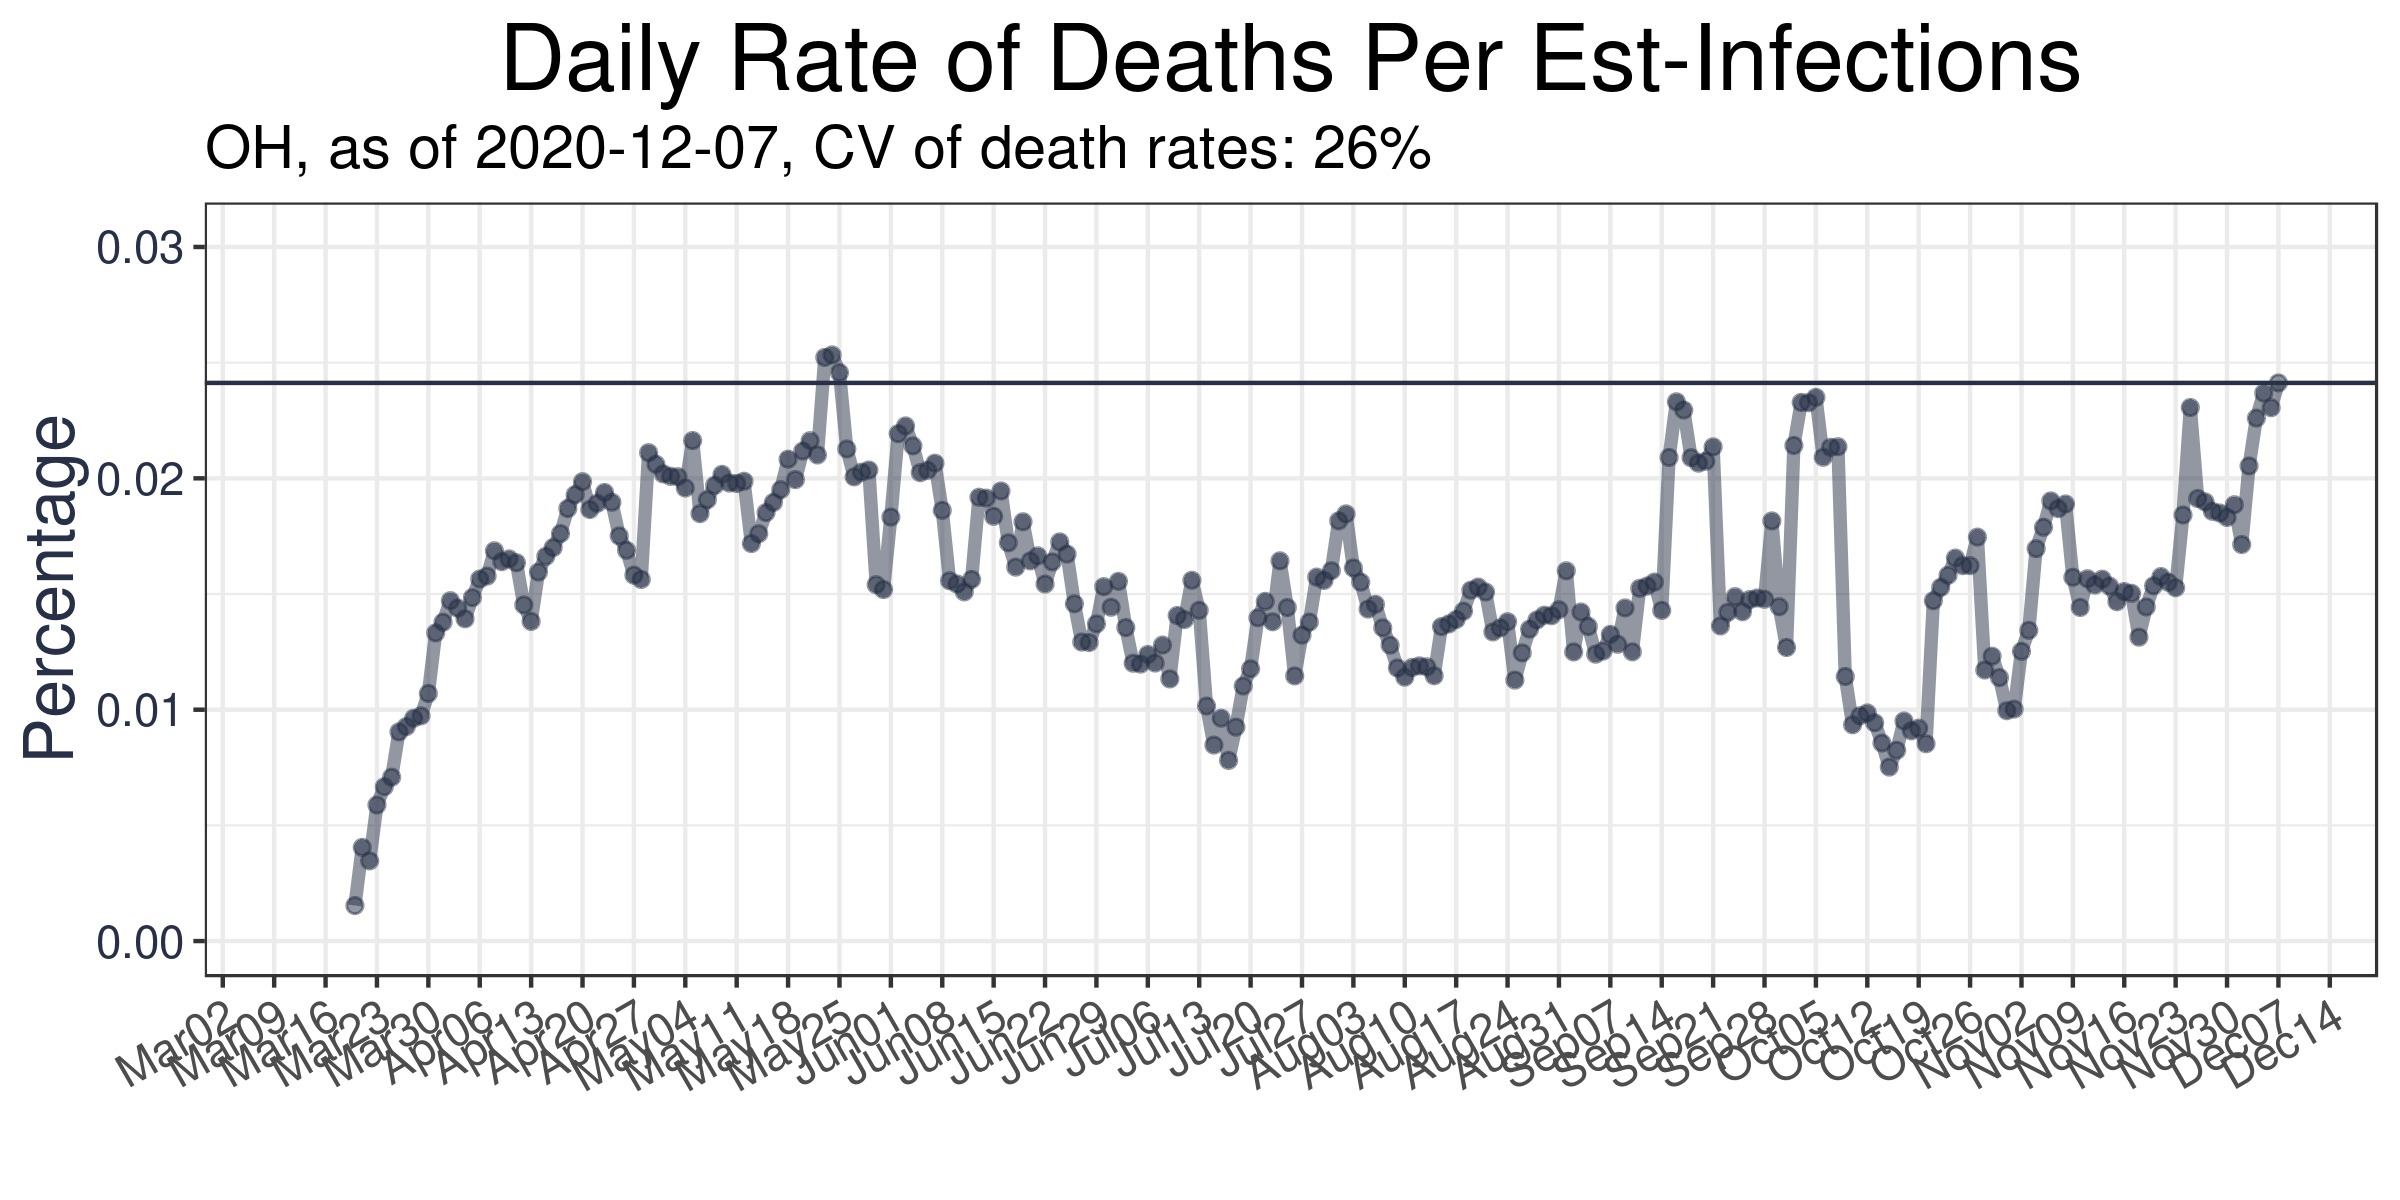 Daily Rate of Deaths Per Est-Infections
OH, as of 2020-12-07, CV of death rates: 26%
Percentage
0.03
0.02
0.01
0.00
Mar02
Mar09
Mar16
Mar23
Mar30
Apr06
Apr13
Apr20
Apr27
May04
May11
May18
May25
Jun01
Jun08
Jun15
Jun22
Jun29
Jul06
Jul13
Jul20
Jul27
Aug03
Aug10
Aug17
Aug24
Aug31
Sep07
Sep14
Sep21
Sep28
Oct05
Oct12
Oct19
Oct26
Nov02
Nov09
Nov16
Nov23
Nov30
Dec07
Dec14